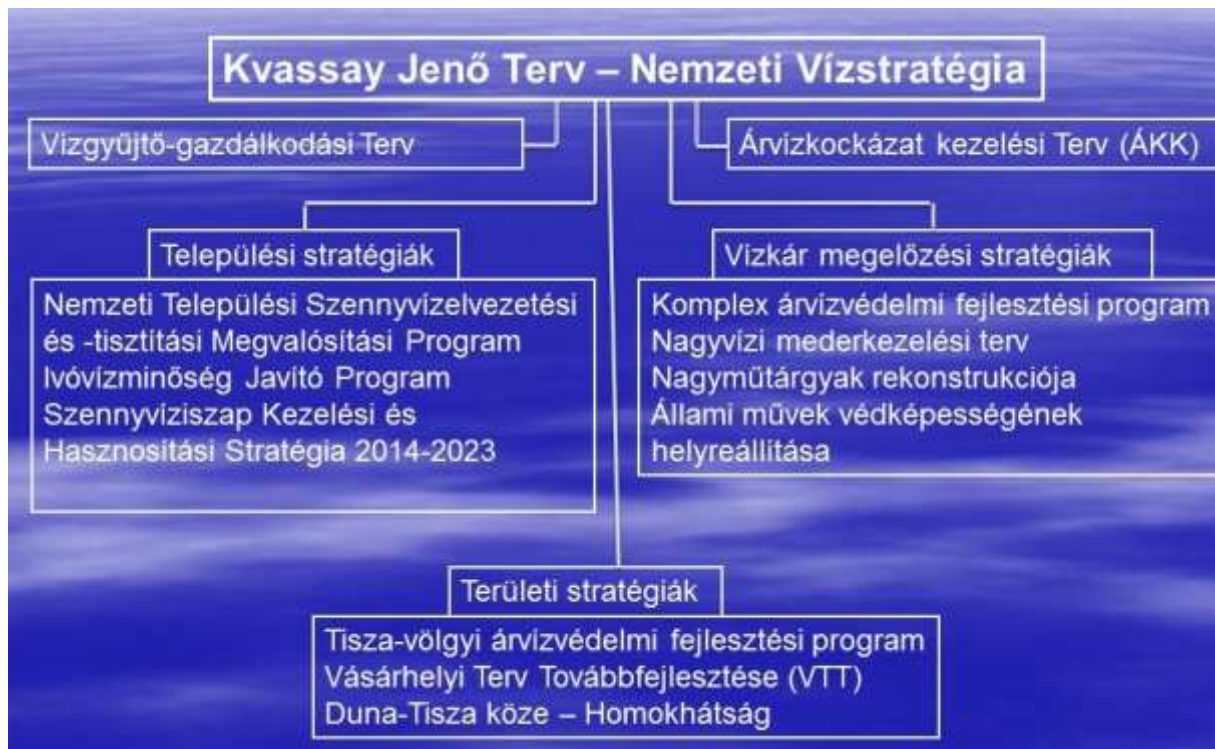 Kvassay Jenő Terv – Nemzeti Vízstratégia
Vizgyűjtő-gazdálkodási Terv
Árvízkockázat kezelési Terv (ÁKK)
Települési stratégiák
Nemzeti Települési Szennyvízelvezetési
és -tisztítási Megvalósítási Program
Ivóvízminőség Javító Program
Szennyvíziszap Kezelési és
Hasznosítási Stratégia 2014-2023
Vizkár megelőzési stratégiák
Komplex árvízvédelmi fejlesztési program
Nagyvízi mederkezelési terv
Nagyműtárgyak rekonstrukciója
Állami művek védképességének
helyreállítása
Területi stratégiák
Tisza-völgyi árvízvédelmi fejlesztési program
Vásárhelyi Terv Továbbfejlesztése (VTT)
Duna-Tisza köze – Homokhátság